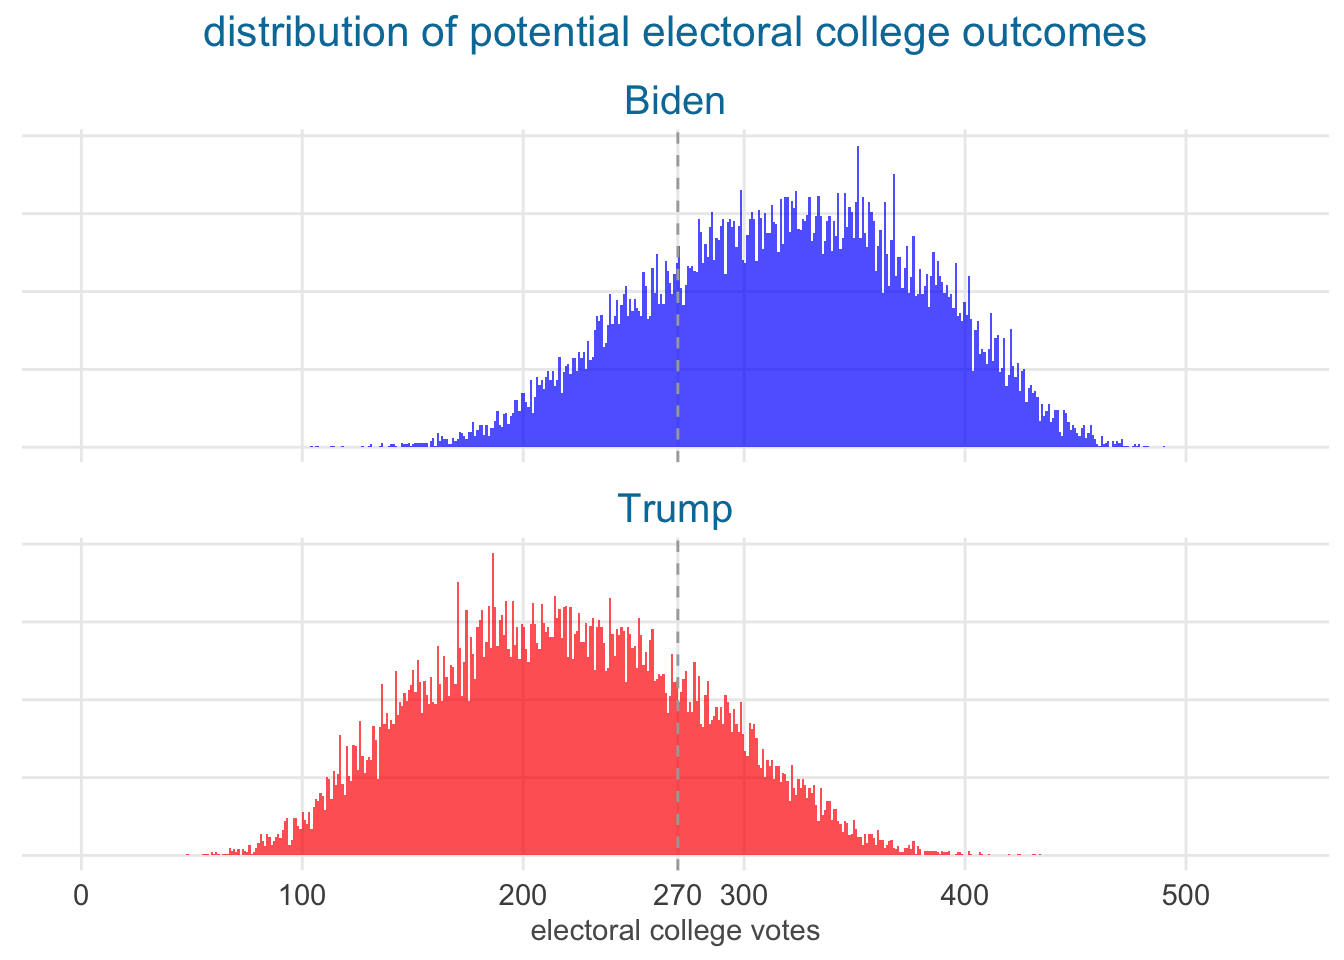 distribution of potential electoral college outcomes
Biden
Trump
0 100 200 270 300 400 500
electoral college votes